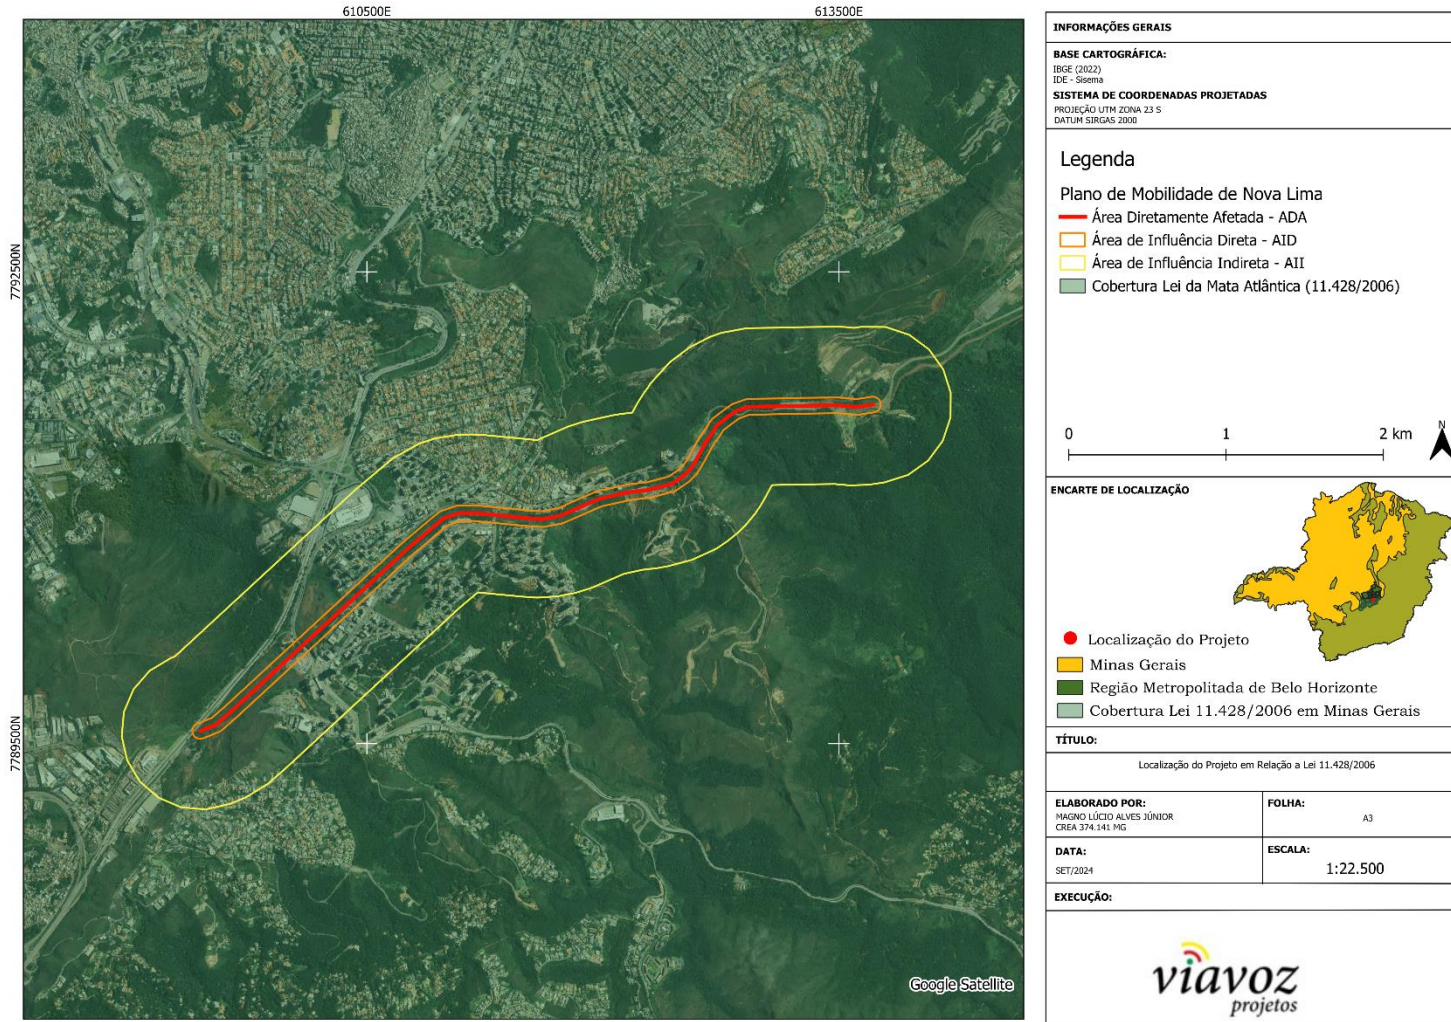 610500E
613500E
7792500N
7789500N
Google Satellite
INFORMAÇÕES GERAIS
BASE CARTOGRÁFICA:
IBGE (2022)
IDE - Sisema
SISTEMA DE COORDENADAS PROJETADAS
PROJEÇÃO UTM ZONA 23 S
DATUM SIRGAS 2000
Legenda
Plano de Mobilidade de Nova Lima
Área Diretamente Afetada - ADA
Área de Influência Direta - AID
Área de Influência Indireta - AII
Cobertura Lei da Mata Atlântica (11.428/2006)
0 1 2 km
N
ENCARTE DE LOCALIZAÇÃO
Localização do Projeto
Minas Gerais
Região Metropolitada de Belo Horizonte
Cobertura Lei 11.428/2006 em Minas Gerais
TÍTULO:
Localização do Projeto em Relação a Lei 11.428/2006
ELABORADO POR:
MAGNO LÚCIO ALVES JÚNIOR
CREA 374.141 MG
FOLHA:
A3
DATA:
SET/2024
ESCALA:
1:22.500
EXECUÇÃO:
viavoz
projetos